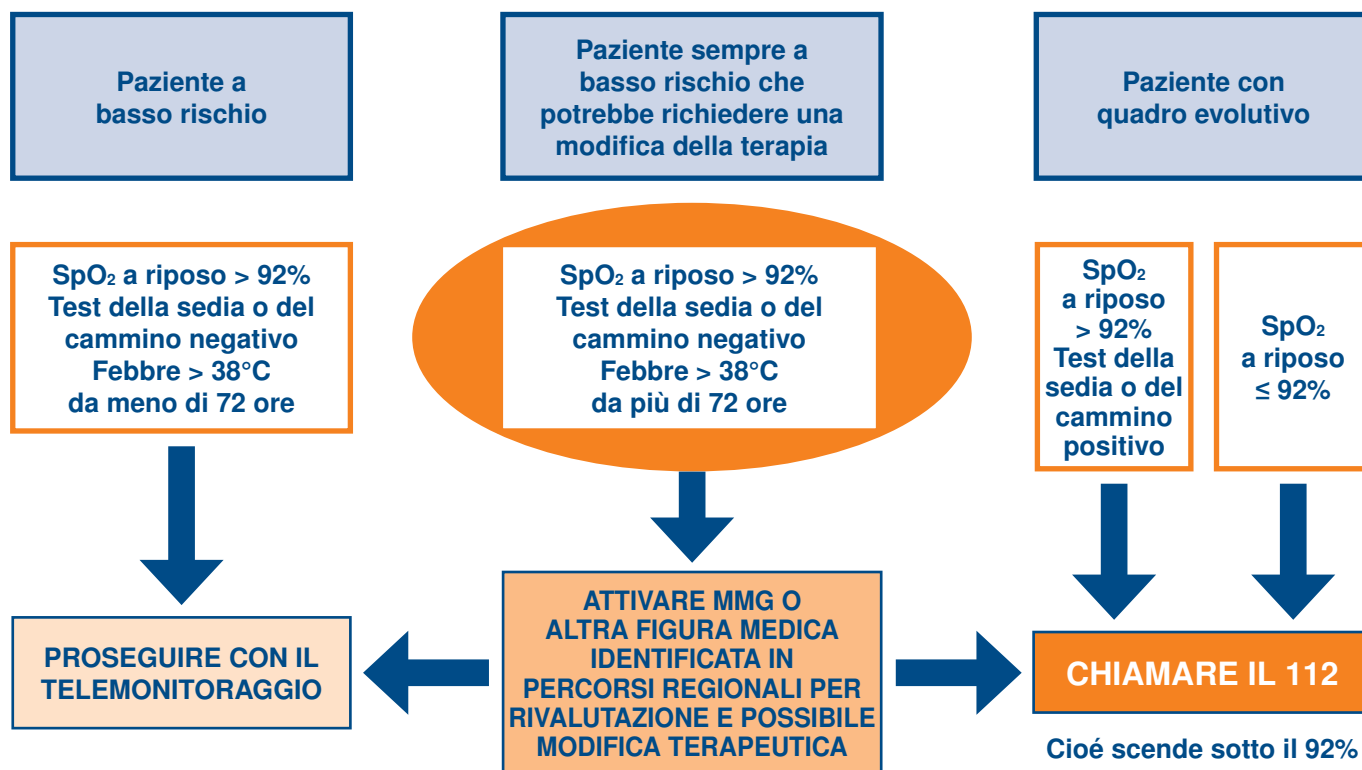 Paziente a
basso rischio
Paziente sempre a
basso rischio che
potrebbe richiedere una
modifica della terapia
Paziente con
quadro evolutivo
SpO₂ a riposo > 92%
Test della sedia o del
cammino negativo
Febbre > 38°C
da meno di 72 ore
SpO₂ a riposo > 92%
Test della sedia o del
cammino negativo
Febbre > 38°C
da più di 72 ore
SpO₂
a riposo
> 92%
Test della
sedia o del
cammino
positivo
SpO₂
a riposo
≤ 92%
PROSEGUIRE CON IL
TELEMONITORAGGIO
ATTIVARE MMG O
ALTRA FIGURA MEDICA
IDENTIFICATA IN
PERCORSI REGIONALI PER
RIVALUTAZIONE E POSSIBILE
MODIFICA TERAPEUTICA
CHIAMARE IL 112
Cioé scende sotto il 92%